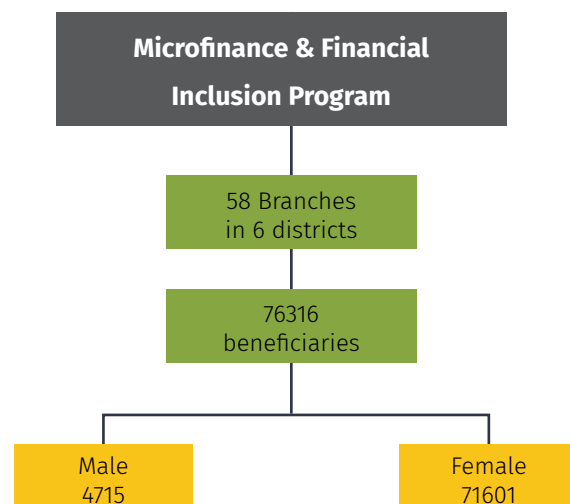 Microfinance & Financial
Inclusion Program
58 Branches
in 6 districts
76316
beneficiaries
Male
4715
Female
71601